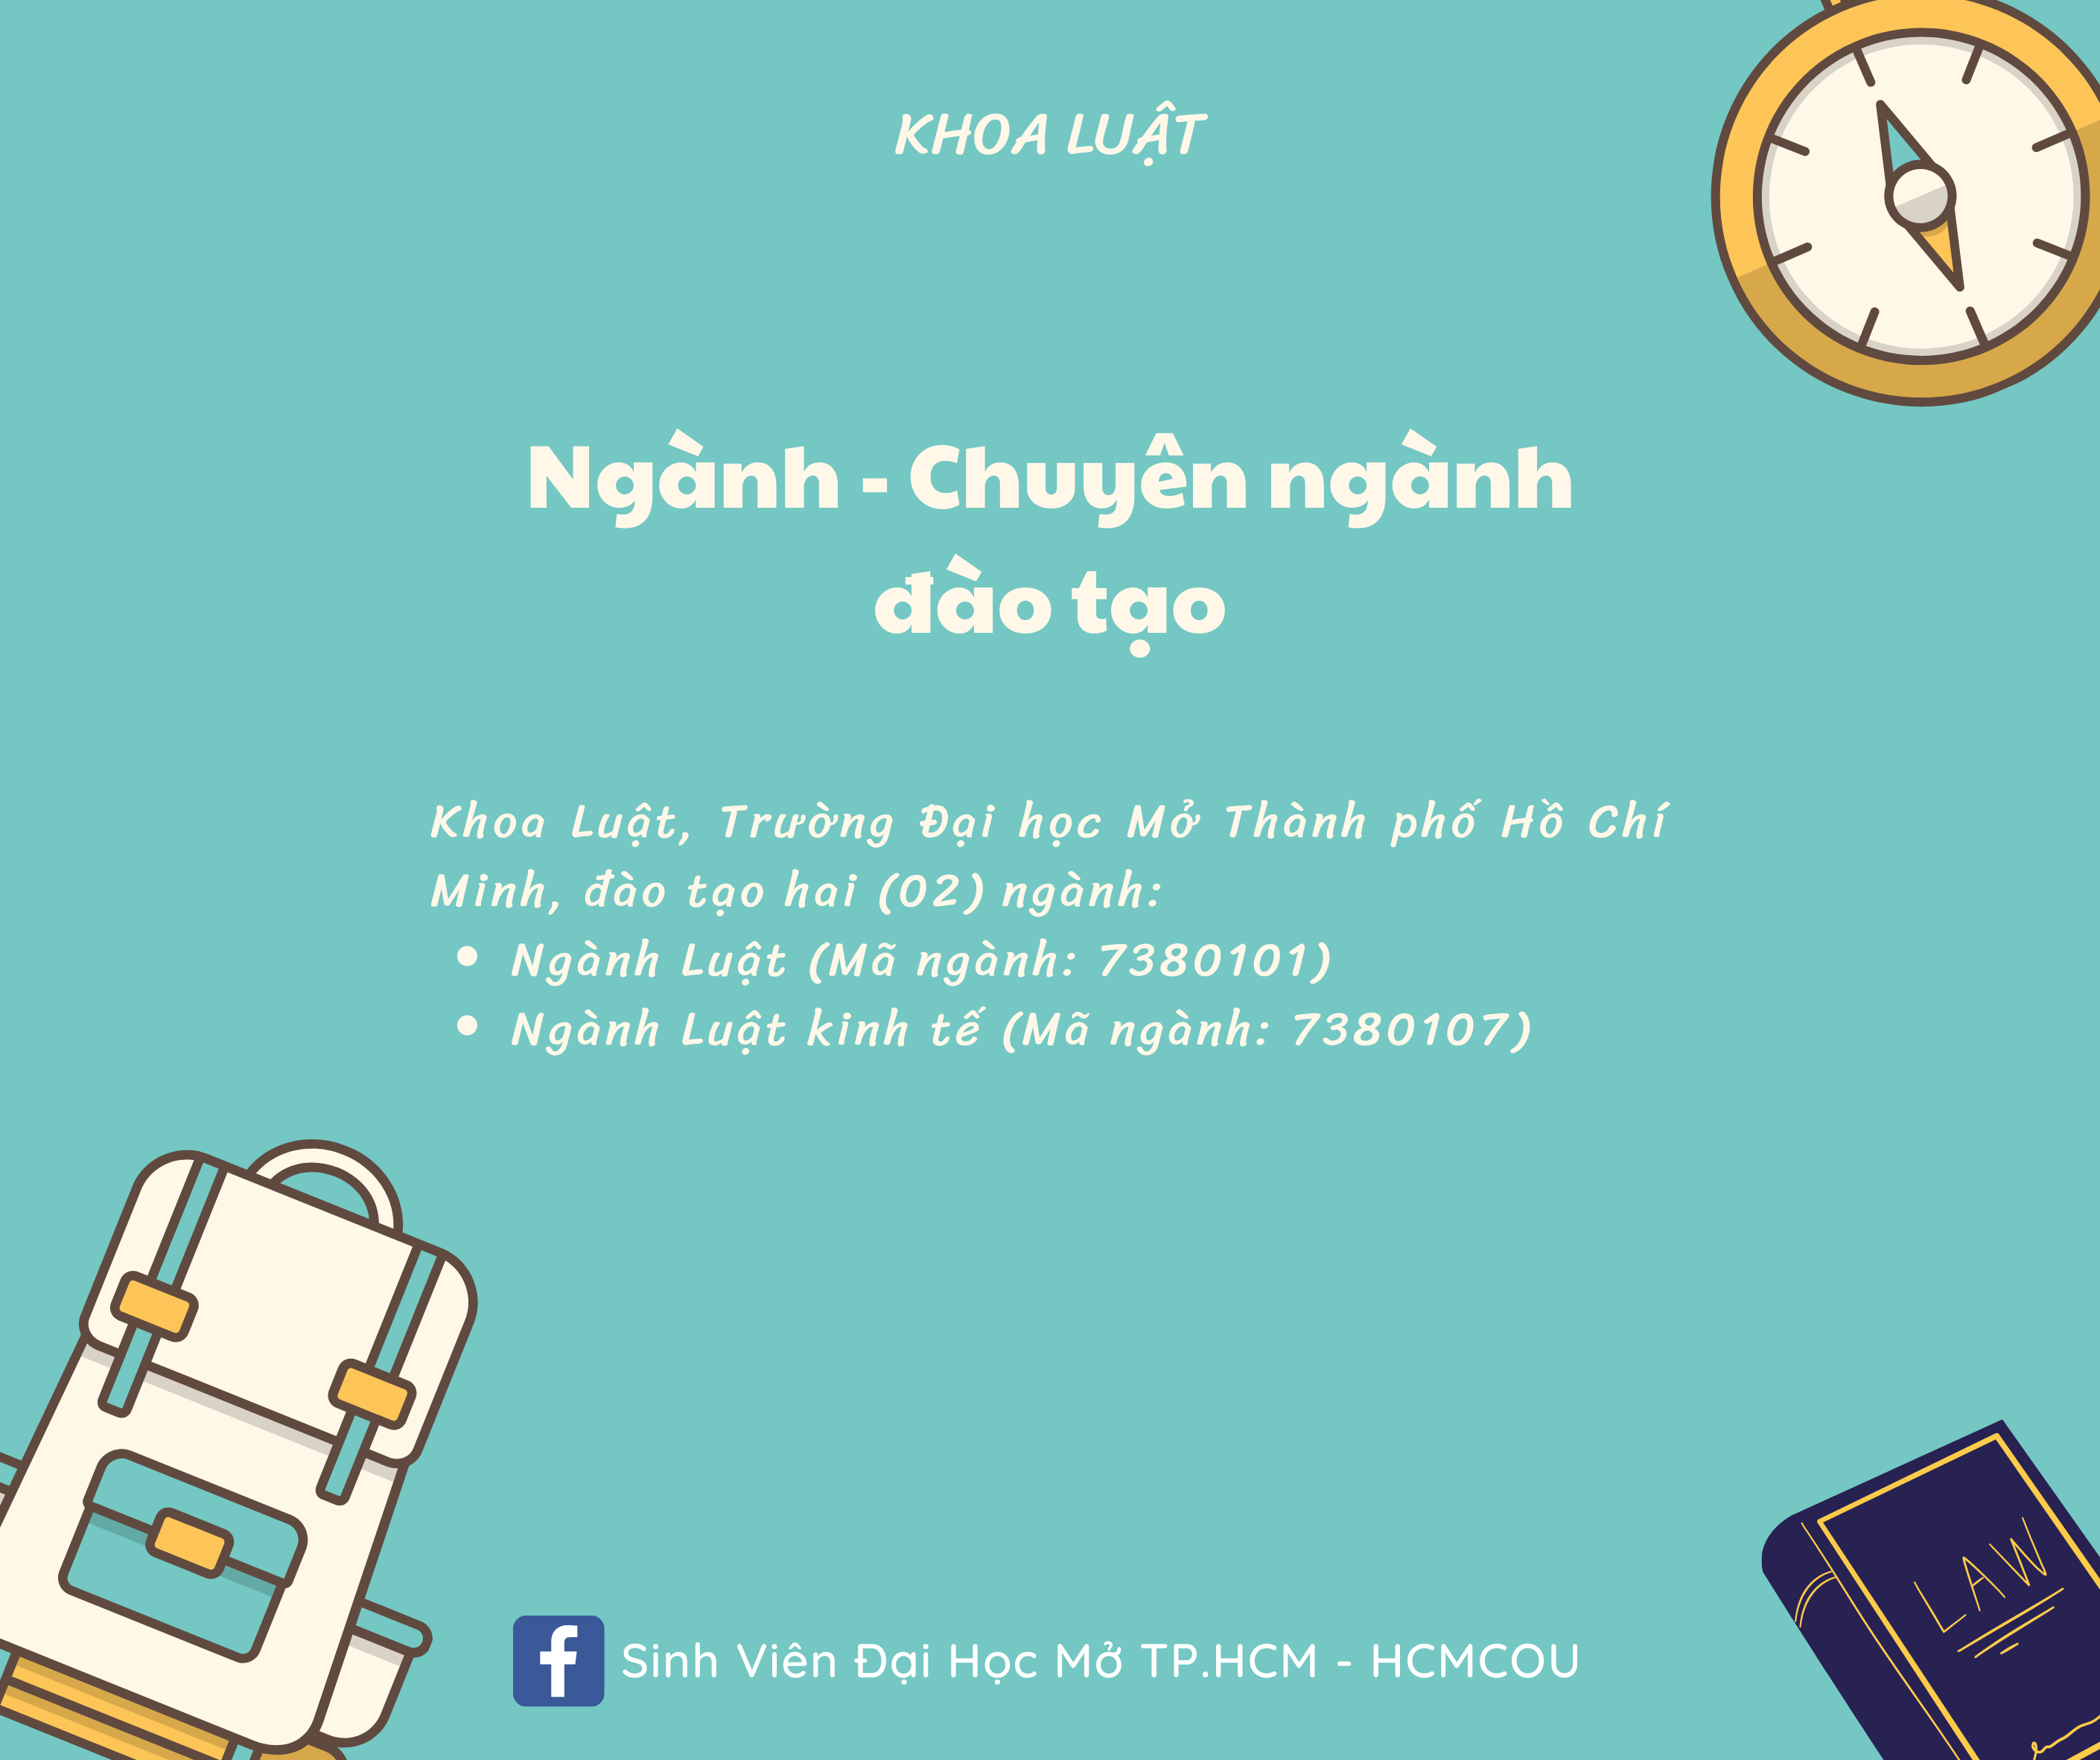 KHOA LUẬT
Ngành - Chuyên ngành
đào tạo
Khoa Luật, Trường Đại học Mở Thành phố Hồ Chí
Minh, đào tạo hai (02) ngành:
• Ngành Luật (Mã ngành: 7380101)
• Ngành Luật kinh tế (Mã ngành: 7380107)
Sinh Viên Đại Học Mở TP.HCM - HCMCOU
LAW